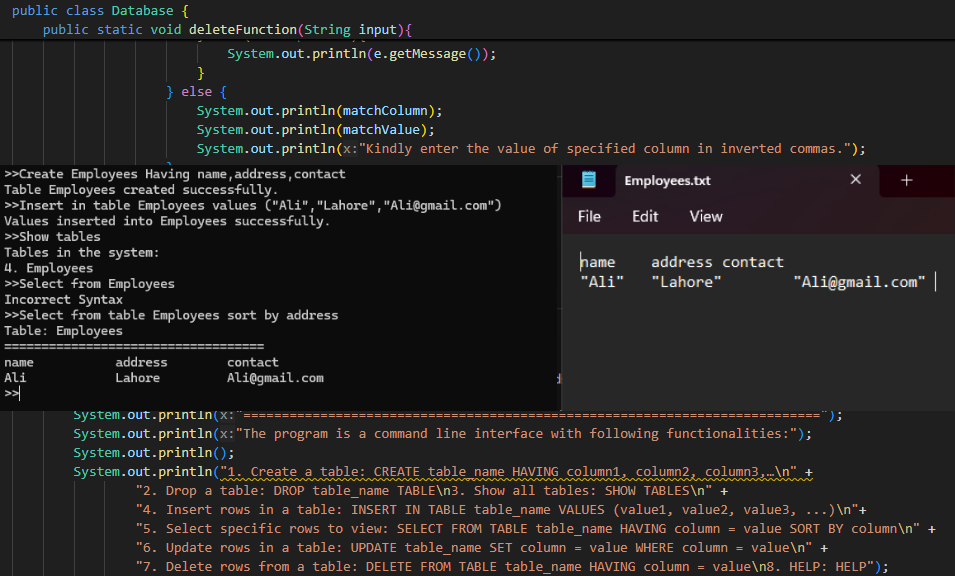 public class Database {
public static void deleteFunction(String input){
System.out.println(e.getMessage());
}
} else {
System.out.println(matchColumn);
System.out.println(matchValue);
System.out.println(x:"Kindly enter the value of specified column in inverted commas.");
>>Create Employees Having name,address,contact
Table Employees created successfully.
>>Insert in table Employees values ("Ali","Lahore","Ali@gmail.com")
Values inserted into Employees successfully.
>>Show tables
Tables in the system:
4. Employees
>>Select from Employees
Incorrect Syntax
>>Select from table Employees sort by address
Table: Employees
===================================
name address contact
Ali Lahore Ali@gmail.com
>>
Employees.txt
File Edit View
name address contact
"Ali" "Lahore" "Ali@gmail.com"
System.out.println(x:"===========================================================================");
System.out.println(x:"The program is a command line interface with following functionalities:");
System.out.println();
System.out.println("1. Create a table: CREATE table_name HAVING column1, column2, column3,…\n" +
"2. Drop a table: DROP table_name TABLE\n3. Show all tables: SHOW TABLES\n" +
"4. Insert rows in a table: INSERT IN TABLE table_name VALUES (value1, value2, value3, ...)\n"+
"5. Select specific rows to view: SELECT FROM TABLE table_name HAVING column = value SORT BY column\n" +
"6. Update rows in a table: UPDATE table_name SET column = value WHERE column = value\n" +
"7. Delete rows from a table: DELETE FROM TABLE table_name HAVING column = value\n8. HELP: HELP");